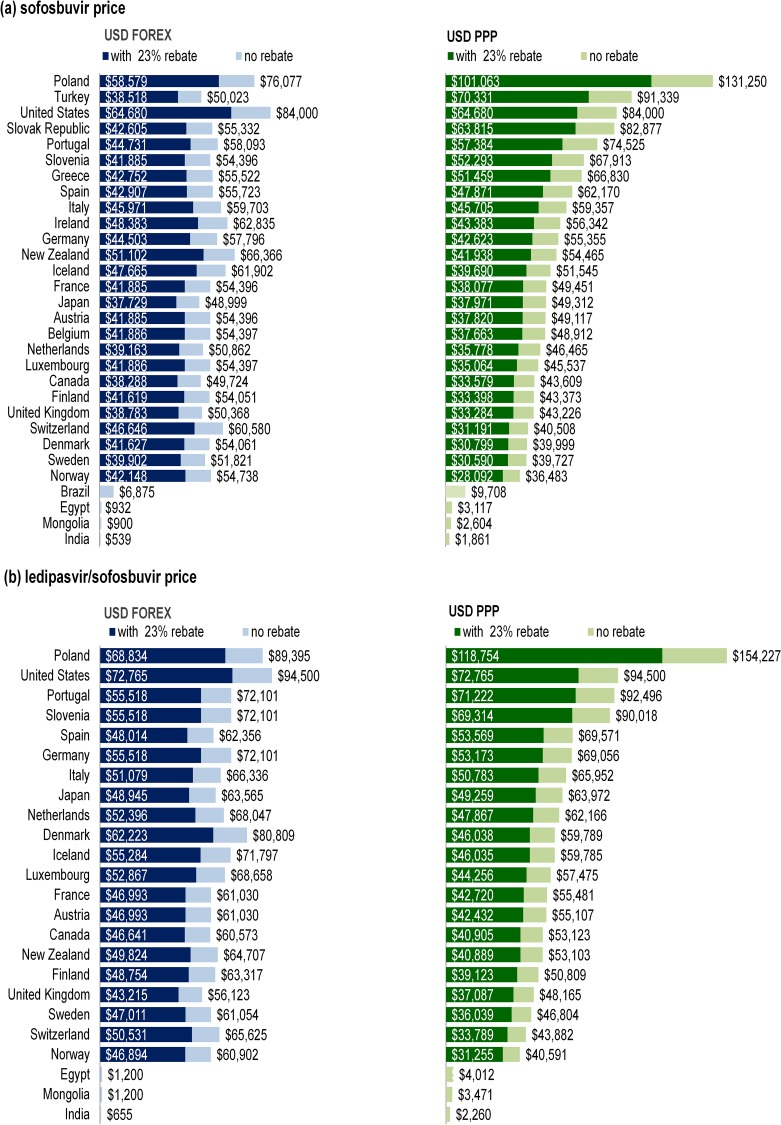 (a) sofosbuvir price
USD FOREX USD PPP
with 23% rebate no rebate with 23% rebate no rebate
Poland $58,579 $76,077 $101,063 $131,250
Turkey $38,518 $50,023 $70,331 $91,339
United States $64,680 $84,000 $64,680 $84,000
Slovak Republic $42,605 $55,332 $63,815 $82,877
Portugal $44,731 $58,093 $57,384 $74,525
Slovenia $41,885 $54,396 $52,293 $67,913
Greece $42,752 $55,522 $51,459 $66,830
Spain $42,907 $55,723 $47,871 $62,170
Italy $45,971 $59,703 $45,705 $59,357
Ireland $48,383 $62,835 $43,383 $56,342
Germany $44,503 $57,796 $42,623 $55,355
New Zealand $51,102 $66,366 $41,938 $54,465
Iceland $47,665 $61,902 $39,690 $51,545
France $41,885 $54,396 $38,077 $49,451
Japan $37,729 $48,999 $37,971 $49,312
Austria $41,885 $54,396 $37,820 $49,117
Belgium $41,886 $54,397 $37,663 $48,912
Netherlands $39,163 $50,862 $35,778 $46,465
Luxembourg $41,886 $54,397 $35,064 $45,537
Canada $38,288 $49,724 $33,579 $43,609
Finland $41,619 $54,051 $33,398 $43,373
United Kingdom $38,783 $50,368 $33,284 $43,226
Switzerland $46,646 $60,580 $31,191 $40,508
Denmark $41,627 $54,061 $30,799 $39,999
Sweden $39,902 $51,821 $30,590 $39,727
Norway $42,148 $54,738 $28,092 $36,483
Brazil $6,875 $9,708
Egypt $932 $3,117
Mongolia $900 $2,604
India $539 $1,861
(b) ledipasvir/sofosbuvir price
USD FOREX USD PPP
with 23% rebate no rebate with 23% rebate no rebate
Poland $68,834 $89,395 $118,754 $154,227
United States $72,765 $94,500 $72,765 $94,500
Portugal $55,518 $72,101 $71,222 $92,496
Slovenia $55,518 $72,101 $69,314 $90,018
Spain $48,014 $62,356 $53,569 $69,571
Germany $55,518 $72,101 $53,173 $69,056
Italy $51,079 $66,336 $50,783 $65,952
Japan $48,945 $63,565 $49,259 $63,972
Netherlands $52,396 $68,047 $47,867 $62,166
Denmark $62,223 $80,809 $46,038 $59,789
Iceland $55,284 $71,797 $46,035 $59,785
Luxembourg $52,867 $68,658 $44,256 $57,475
France $46,993 $61,030 $42,720 $55,481
Austria $46,993 $61,030 $42,432 $55,107
Canada $46,641 $60,573 $40,905 $53,123
New Zealand $49,824 $64,707 $40,889 $53,103
Finland $48,754 $63,317 $39,123 $50,809
United Kingdom $43,215 $56,123 $37,087 $48,165
Sweden $47,011 $61,054 $36,039 $46,804
Switzerland $50,531 $65,625 $33,789 $43,882
Norway $46,894 $60,902 $31,255 $40,591
Egypt $1,200 $4,012
Mongolia $1,200 $3,471
India $655 $2,260